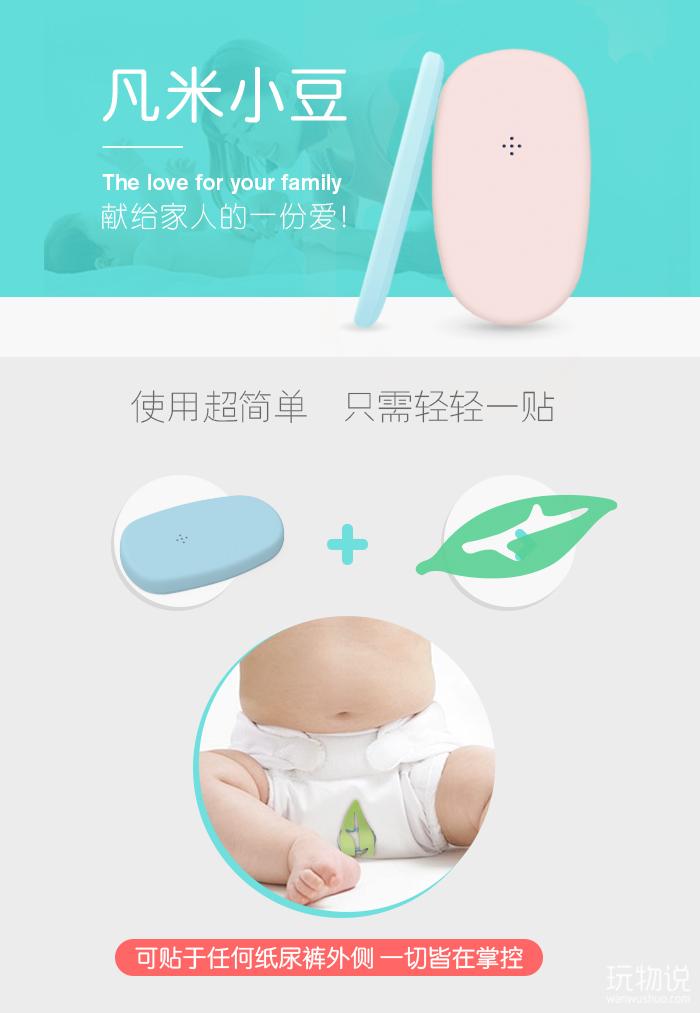 凡米小豆
The love for your family
献给家人的一份爱!
使用超简单 只需轻轻一贴
可贴于任何纸尿裤外侧 一切皆在掌控
玩物说
wanwushuo.com